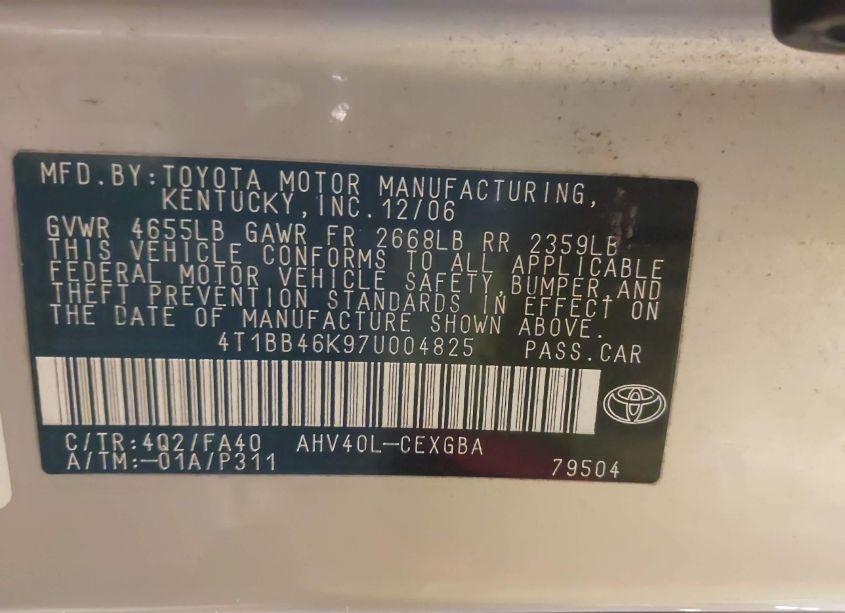 MFD.BY:TOYOTA MOTOR MANUFACTURING,
KENTUCKY,INC.12/06
GVWR 4655LB GAWR FR 2668LB RR 2359LB
THIS VEHICLE CONFORMS TO ALL APPLICABLE
FEDERAL MOTOR VEHICLE SAFETY,BUMPER AND
THEFT PREVENTION STANDARDS IN EFFECT ON
THE DATE OF MANUFACTURE SHOWN ABOVE.
4T1BB46K97U004825 PASS.CAR
C/TR:4Q2/FA40 AHV40L-CEXGBA
A/TM:-01A/P311 79504